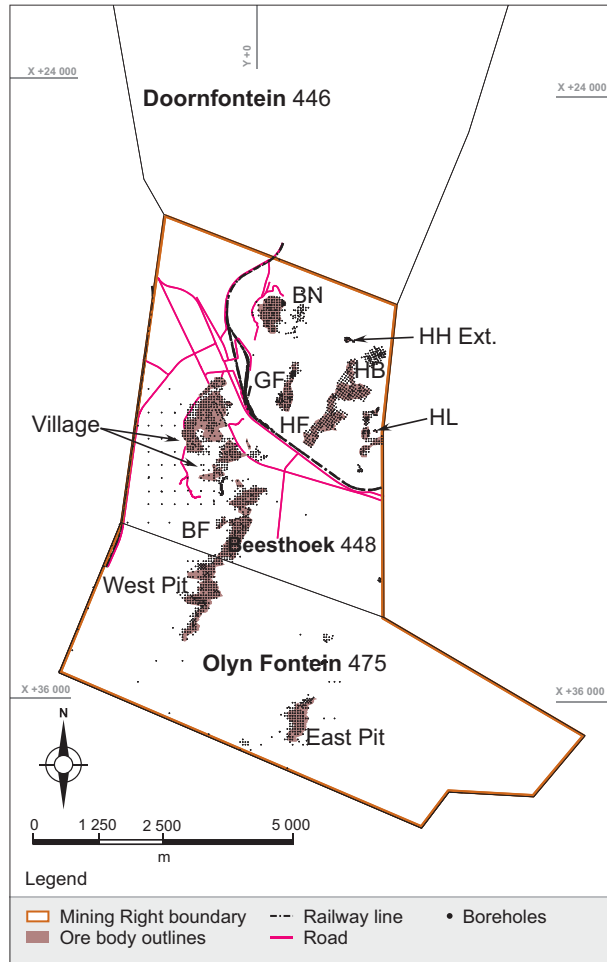 X +24 000
Y +0
X +24 000
Doornfontein 446
BN
HH Ext.
HB
GF
HF
HL
Village
BF
Beesthoek 448
West Pit
Olyn Fontein 475
X +36 000
X +36 000
N
East Pit
0 1 250 2 500 5 000
m
Legend
Mining Right boundary Railway line Boreholes
Ore body outlines Road